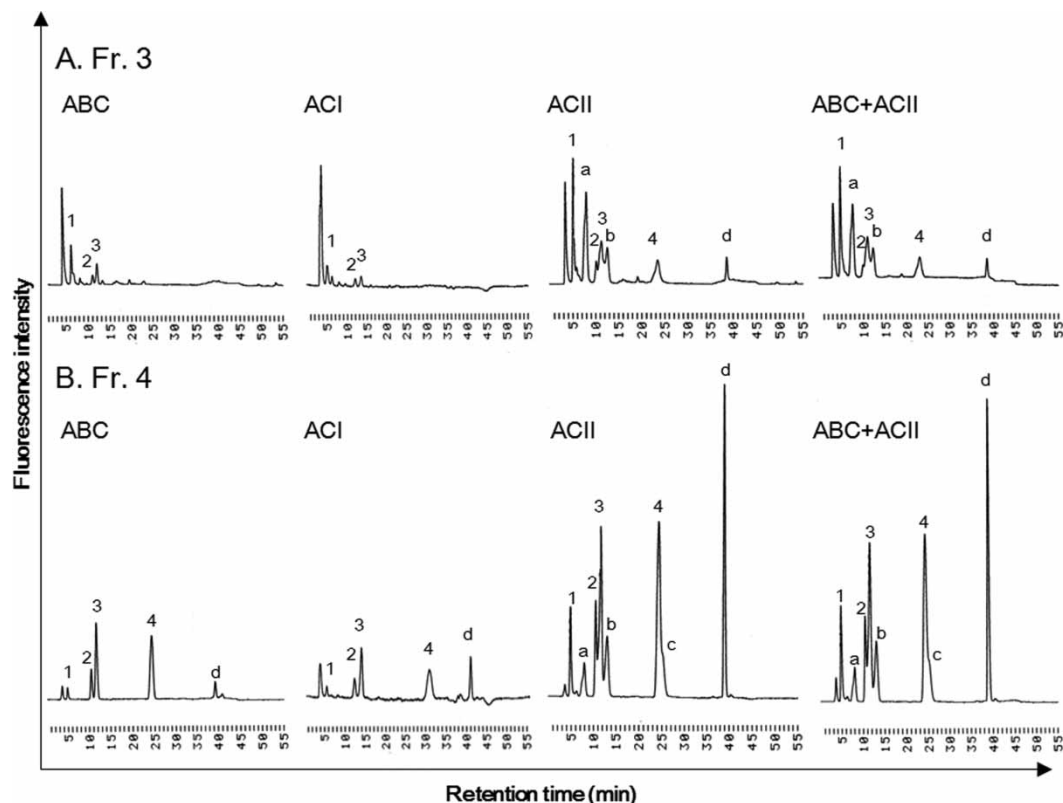 A. Fr. 3
ABC ACI ACII ABC+ACII
1 2 3
1 2 3
1 a 2 3 b 4 d
1 a 2 3 b 4 d
5 10 15 20 25 30 35 40 45 50 55
5 10 15 20 25 30 35 40 45 50 55
5 10 15 20 25 30 35 40 45 50 55
5 10 15 20 25 30 35 40 45 50 55
B. Fr. 4
ABC ACI ACII ABC+ACII
1 2 3 4 d
1 2 3 4 d
1 a 2 3 b 4 c d
1 a 2 3 b 4 c d
5 10 15 20 25 30 35 40 45 50 55
5 10 15 20 25 30 35 40 45 50 55
5 10 15 20 25 30 35 40 45 50 55
5 10 15 20 25 30 35 40 45 50 55
Fluorescence intensity
Retention time (min)